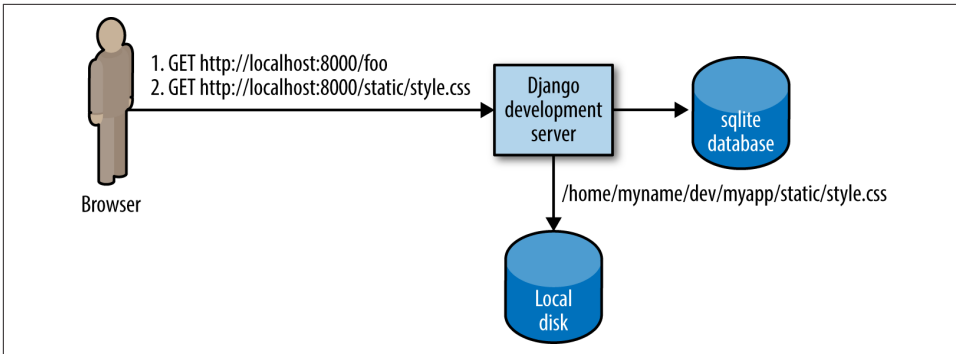 1. GET http://localhost:8000/foo
2. GET http://localhost:8000/static/style.css
Django
development
server
sqlite
database
Browser
/home/myname/dev/myapp/static/style.css
Local
disk